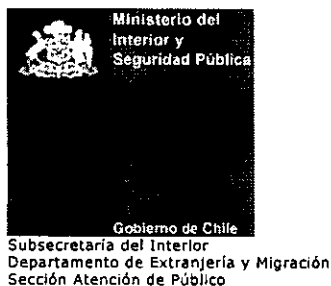 Ministerio del
Interior y
Seguridad Pública
Gobierno de Chile
Subsecretaría del Interior
Departamento de Extranjería y Migración
Sección Atención de Público